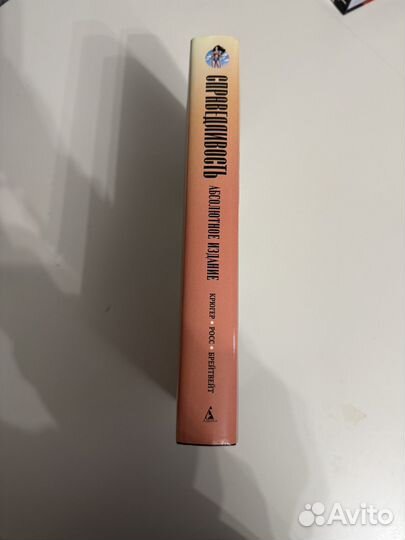 СПРАВЕДЛИВОСТЬ
АБСОЛЮТНОЕ ИЗДАНИЕ
КРЮГЕР • РОСС • БРЕЙТВЕЙТ
Avito